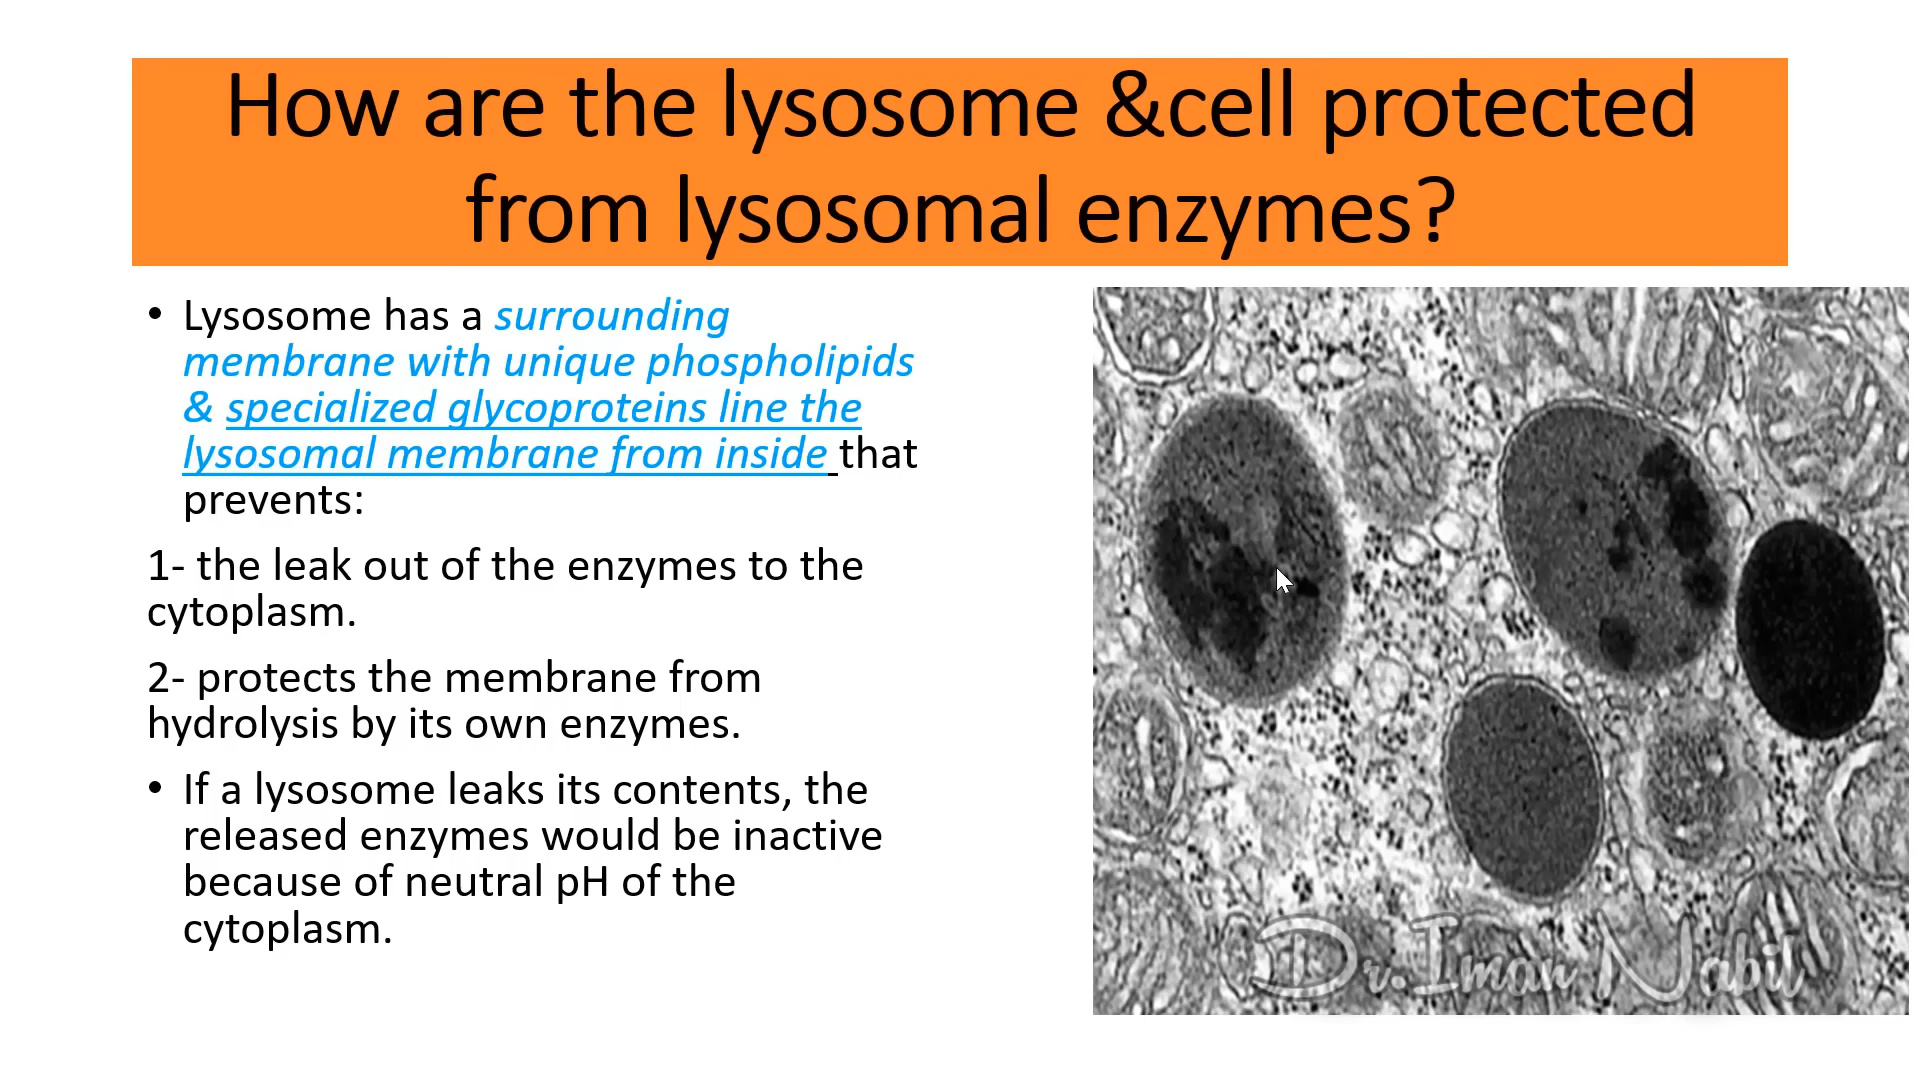 How are the lysosome &cell protected
from lysosomal enzymes?
• Lysosome has a surrounding
membrane with unique phospholipids
& specialized glycoproteins line the
lysosomal membrane from inside that
prevents:
1- the leak out of the enzymes to the
cytoplasm.
2- protects the membrane from
hydrolysis by its own enzymes.
• If a lysosome leaks its contents, the
released enzymes would be inactive
because of neutral pH of the
cytoplasm.
Dr.Iman Nabil